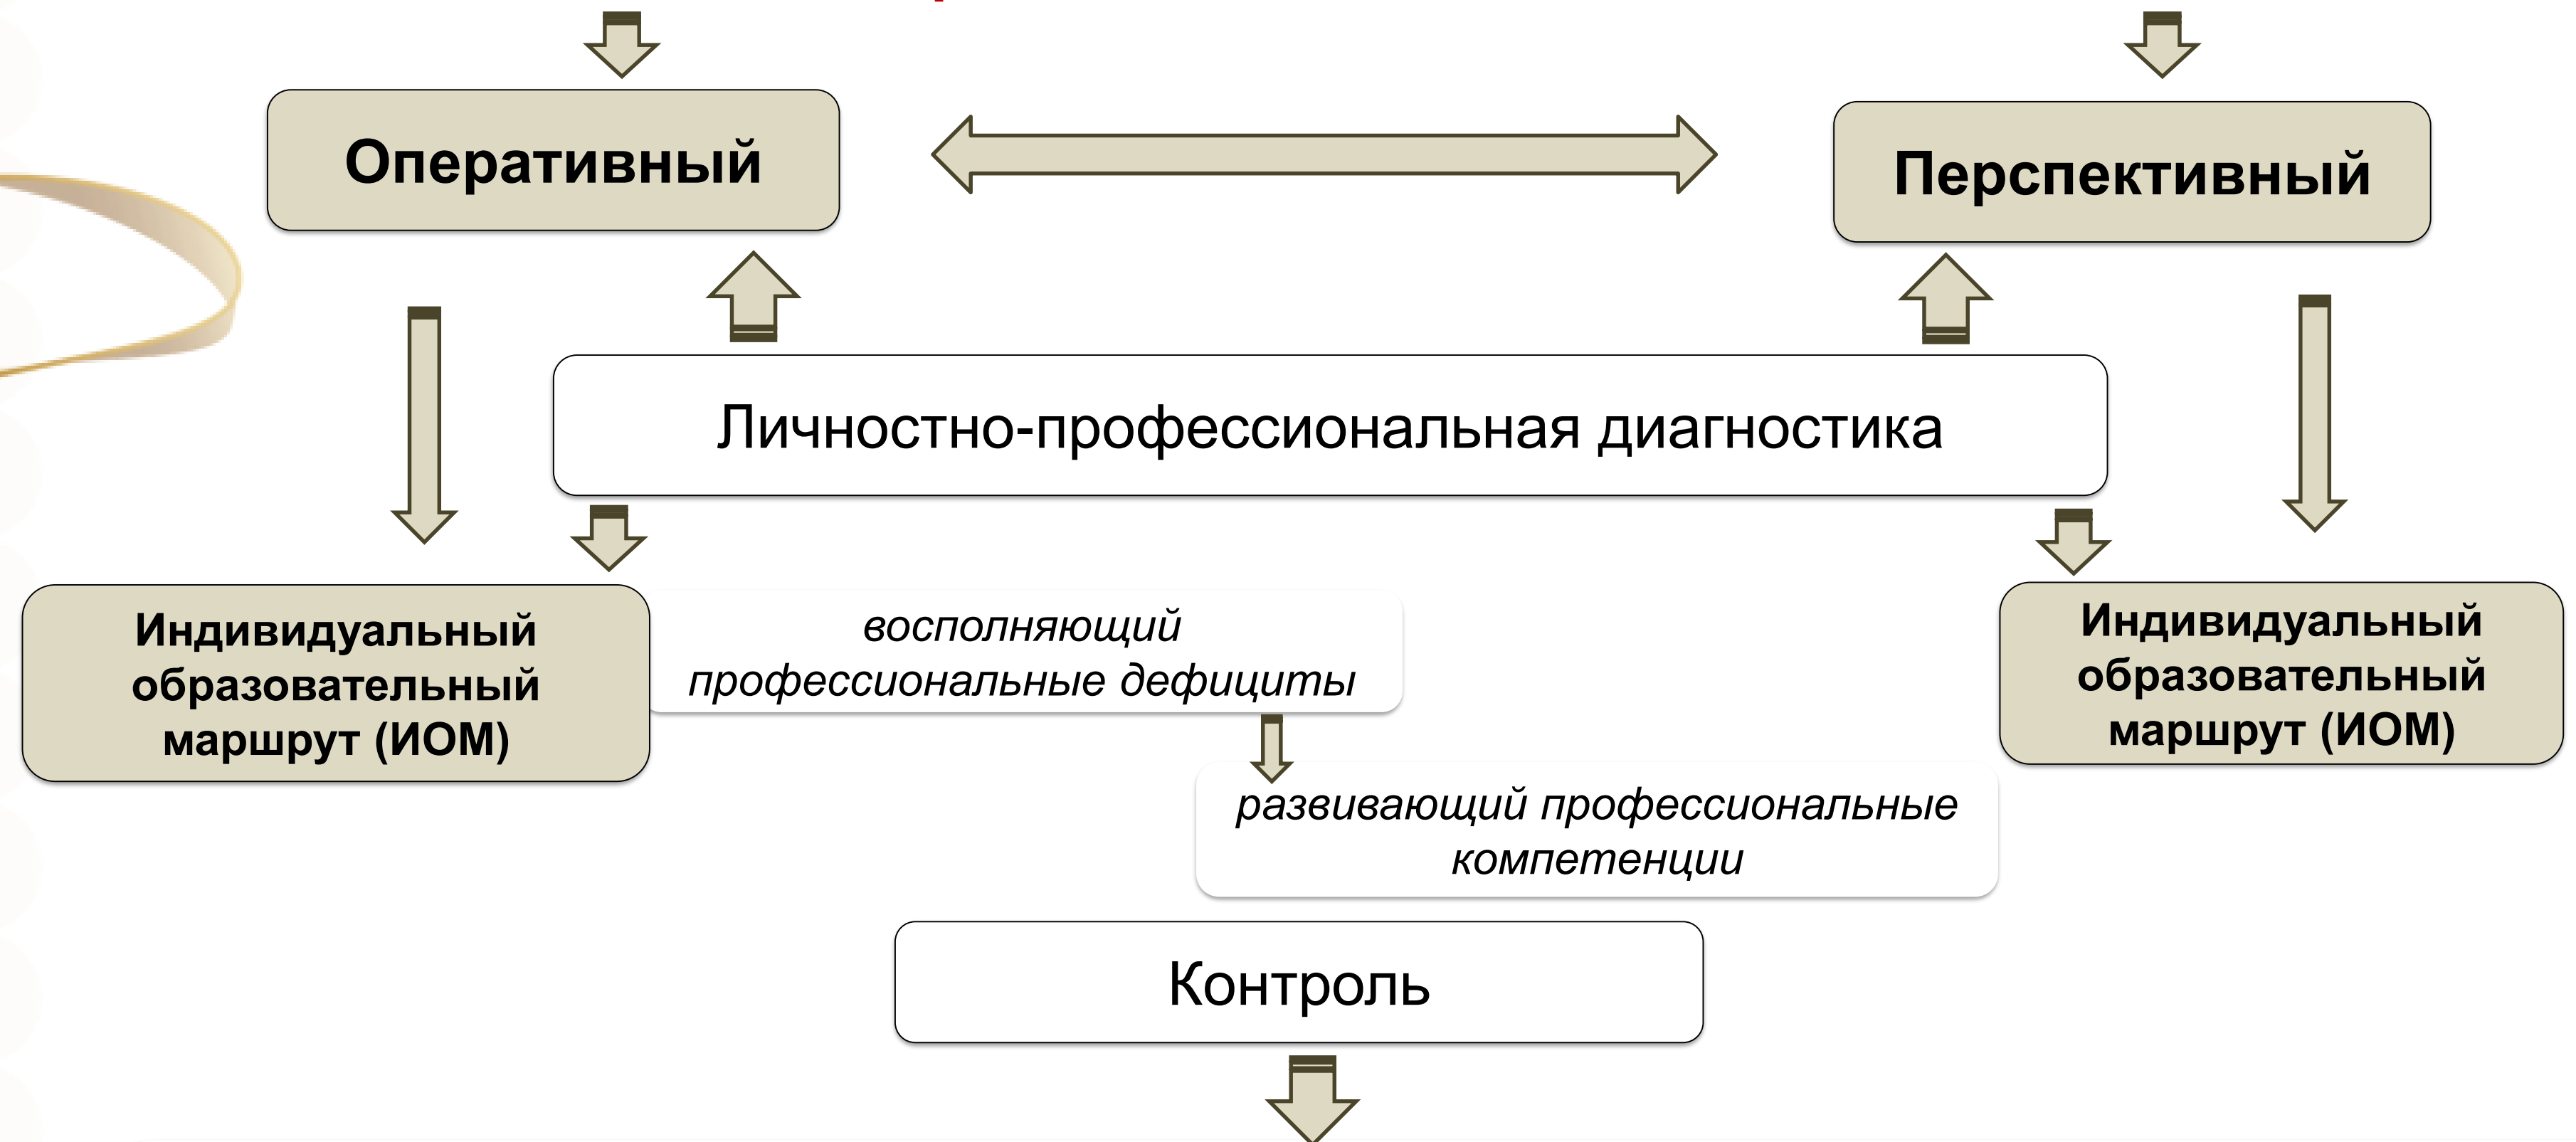 Оперативный
Перспективный
Личностно-профессиональная диагностика
Индивидуальный
образовательный
маршрут (ИОМ)
восполняющий
профессиональные дефициты
Индивидуальный
образовательный
маршрут (ИОМ)
развивающий профессиональные
компетенции
Контроль